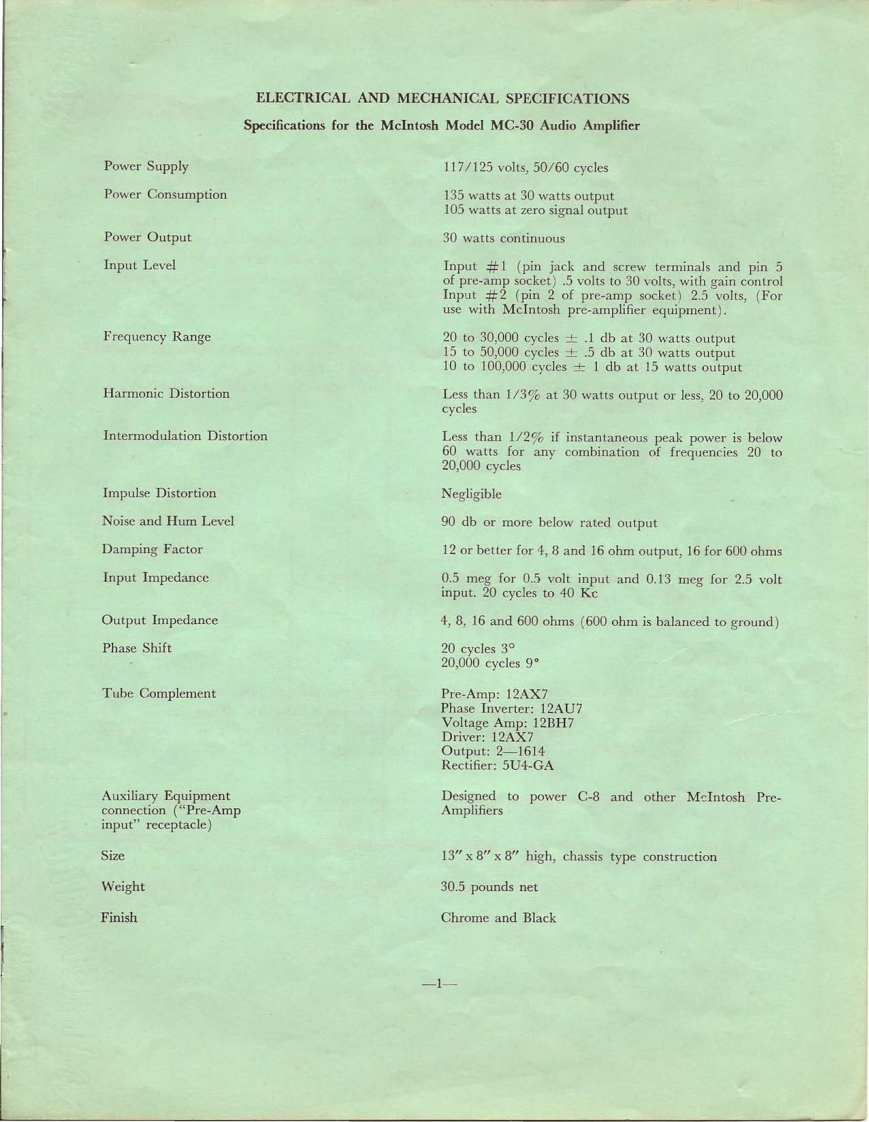 ELECTRICAL AND MECHANICAL SPECIFICATIONS
Specifications for the McIntosh Model MC-30 Audio Amplifier
Power Supply 117/125 volts, 50/60 cycles
Power Consumption 135 watts at 30 watts output
105 watts at zero signal output
Power Output 30 watts continuous
Input Level Input #1 (pin jack and screw terminals and pin 5
of pre-amp socket) .5 volts to 30 volts, with gain control
Input #2 (pin 2 of pre-amp socket) 2.5 volts, (For
use with McIntosh pre-amplifier equipment).
Frequency Range 20 to 30,000 cycles ± .1 db at 30 watts output
15 to 50,000 cycles ± .5 db at 30 watts output
10 to 100,000 cycles ± 1 db at 15 watts output
Harmonic Distortion Less than 1/3% at 30 watts output or less, 20 to 20,000
cycles
Intermodulation Distortion Less than 1/2% if instantaneous peak power is below
60 watts for any combination of frequencies 20 to
20,000 cycles
Impulse Distortion Negligible
Noise and Hum Level 90 db or more below rated output
Damping Factor 12 or better for 4, 8 and 16 ohm output, 16 for 600 ohms
Input Impedance 0.5 meg for 0.5 volt input and 0.13 meg for 2.5 volt
input. 20 cycles to 40 Kc
Output Impedance 4, 8, 16 and 600 ohms (600 ohm is balanced to ground)
Phase Shift 20 cycles 3°
20,000 cycles 9°
Tube Complement Pre-Amp: 12AX7
Phase Inverter: 12AU7
Voltage Amp: 12BH7
Driver: 12AX7
Output: 2—1614
Rectifier: 5U4-GA
Auxiliary Equipment Designed to power C-8 and other McIntosh Pre-
connection ("Pre-Amp Amplifiers
input" receptacle)
Size 13" x 8" x 8" high, chassis type construction
Weight 30.5 pounds net
Finish Chrome and Black
—1—